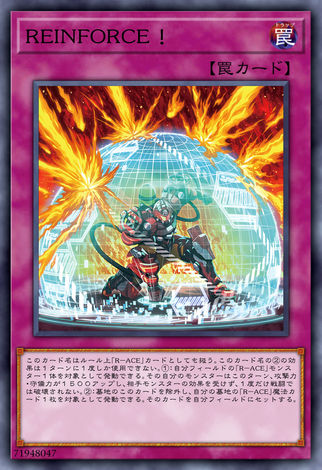 REINFORCE！
トラップ
罠
【罠カード】
このカード名はルール上「R-ACE」カードとしても扱う。このカード名の②の効
果は１ターンに１度しか使用できない。①：自分フィールドの「R-ACE」モンス
ター１体を対象として発動できる。その自分のモンスターはこのターン、攻撃力
・守備力が１５００アップし、相手モンスターの効果を受けず、１度だけ戦闘で
は破壊されない。②：墓地のこのカードを除外し、自分の墓地の「R-ACE」魔法カ
ード１枚を対象として発動できる。そのカードを自分フィールドにセットする。
71948047